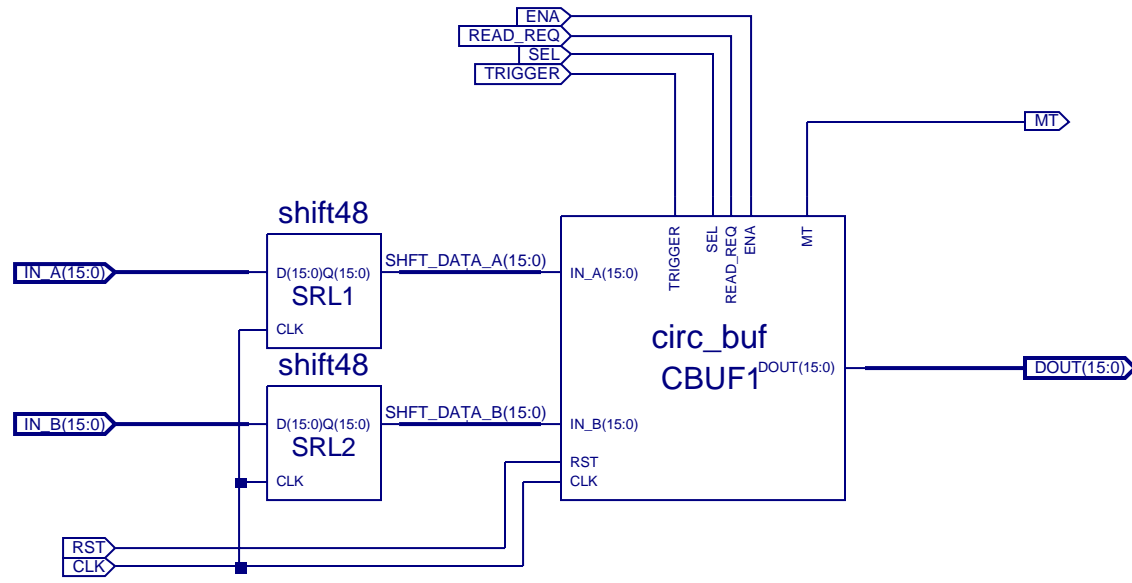 ENA
READ_REQ
SEL
TRIGGER
MT
shift48
IN_A(15:0)
D(15:0)Q(15:0)
SRL1
CLK
SHFT_DATA_A(15:0)
IN_A(15:0)
TRIGGER
SEL
READ_REQ
ENA
MT
circ_buf
CBUF1
DOUT(15:0)
DOUT(15:0)
shift48
IN_B(15:0)
D(15:0)Q(15:0)
SRL2
CLK
SHFT_DATA_B(15:0)
IN_B(15:0)
RST
CLK
RST
CLK